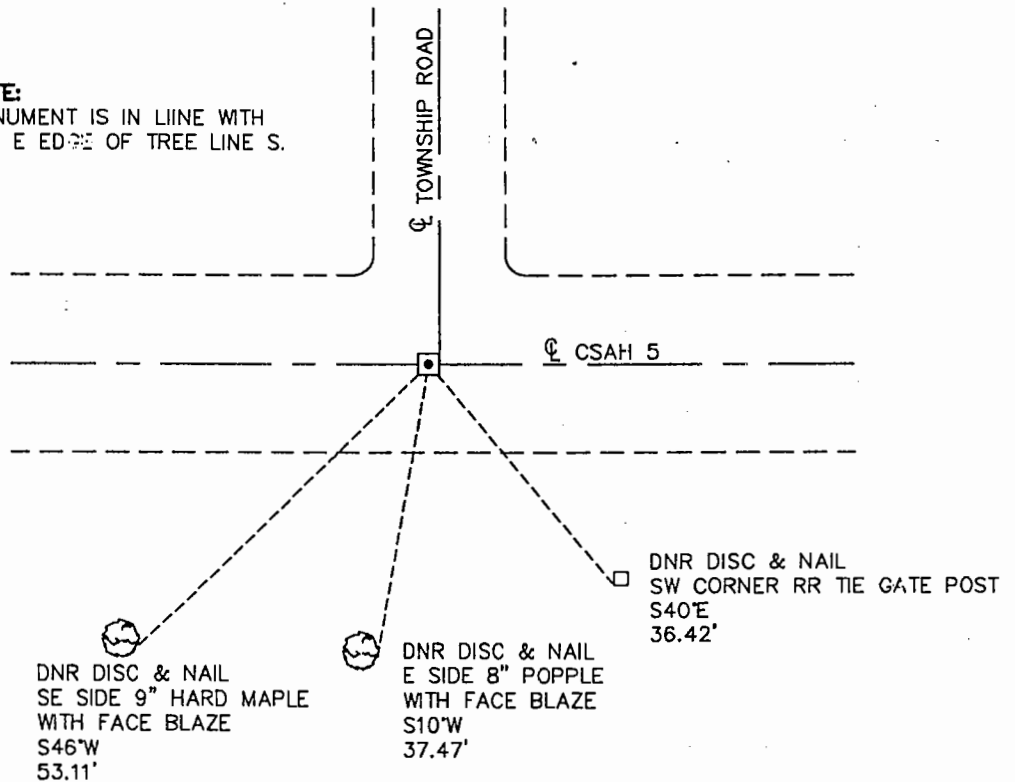 TE:
NUMENT IS IN LIINE WITH
E EDGE OF TREE LINE S.
℄ TOWNSHIP ROAD
℄ CSAH 5
DNR DISC & NAIL
SW CORNER RR TIE GATE POST
S40°E
36.42'
DNR DISC & NAIL
E SIDE 8" POPPLE
WITH FACE BLAZE
S10°W
37.47'
DNR DISC & NAIL
SE SIDE 9" HARD MAPLE
WITH FACE BLAZE
S46°W
53.11'